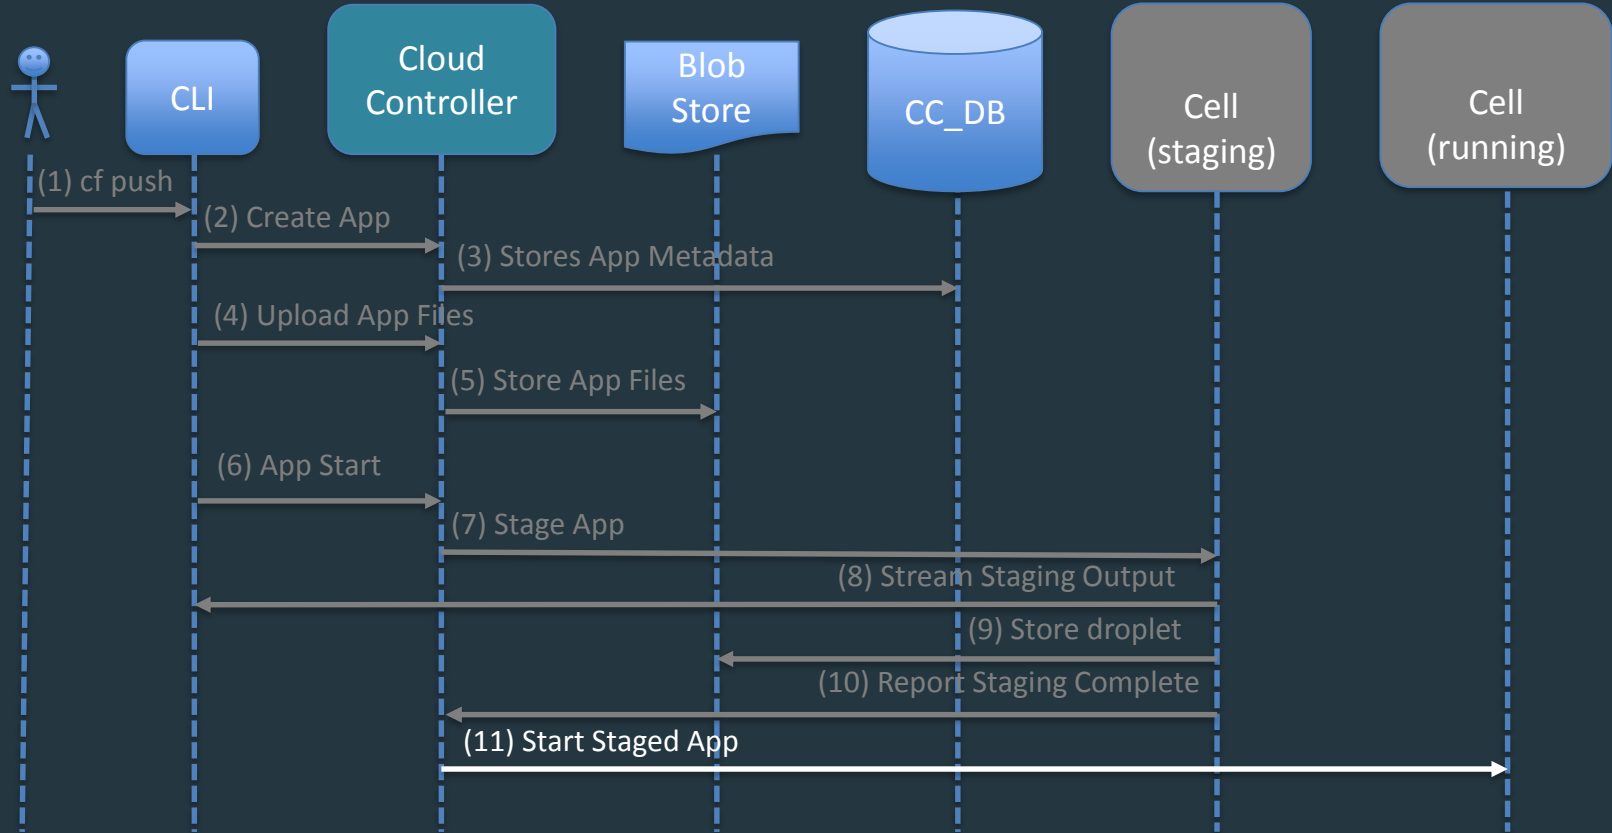 CLI
Cloud
Controller
Blob
Store
CC_DB
Cell
(staging)
Cell
(running)
(1) cf push
(2) Create App
(3) Stores App Metadata
(4) Upload App Files
(5) Store App Files
(6) App Start
(7) Stage App
(8) Stream Staging Output
(9) Store droplet
(10) Report Staging Complete
(11) Start Staged App